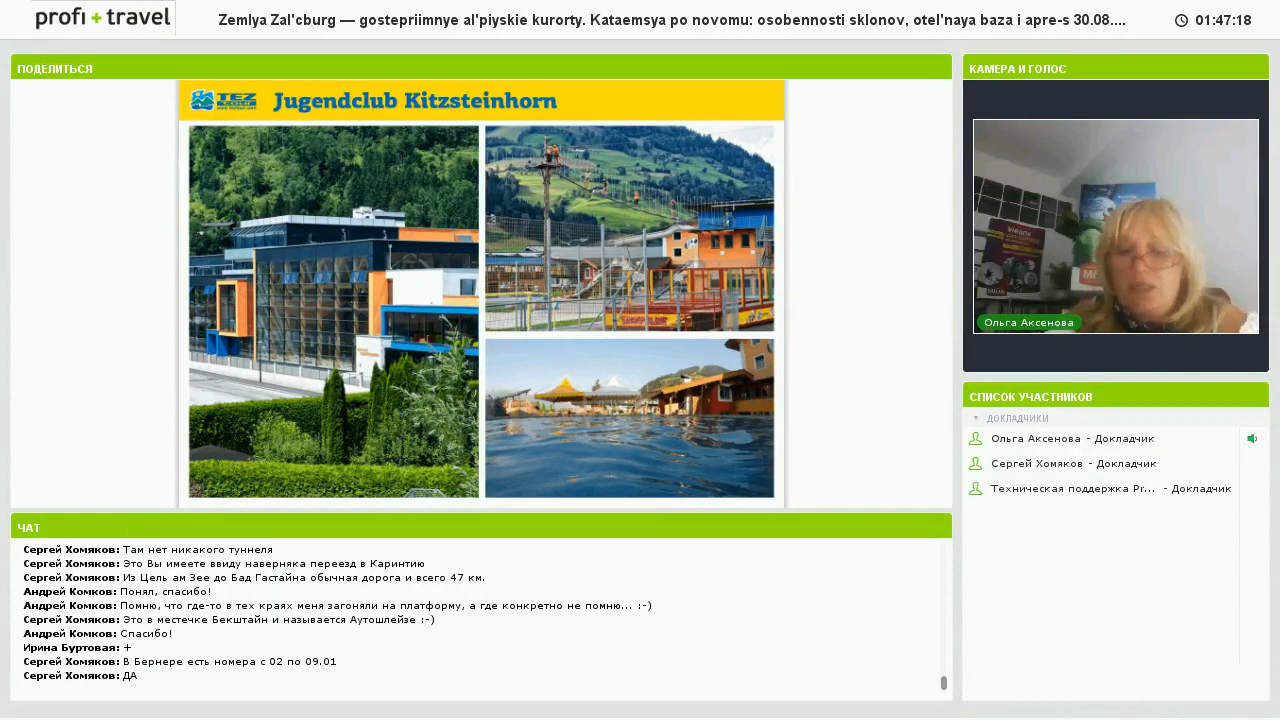 profi + travel
Zemlya Zal'cburg — gostepriimnye al'piyskie kurorty. Kataemsya po novomu: osobennosti sklonov, otel'naya baza i apre-s 30.08....
01:47:18
ПОДЕЛИТЬСЯ
TEZ TOUR
Jugendclub Kitzsteinhorn
КАМЕРА И ГОЛОС
Ольга Аксенова
СПИСОК УЧАСТНИКОВ
ДОКЛАДЧИКИ
Ольга Аксенова - Докладчик
Сергей Хомяков - Докладчик
Техническая поддержка Pr... - Докладчик
ЧАТ
Сергей Хомяков: Там нет никакого туннеля
Сергей Хомяков: Это Вы имеете ввиду наверняка переезд в Каринтию
Сергей Хомяков: Из Цель ам Зее до Бад Гастайна обычная дорога и всего 47 км.
Андрей Комков: Понял, спасибо!
Андрей Комков: Помню, что где-то в тех краях меня загоняли на платформу, а где конкретно не помню... :-)
Сергей Хомяков: Это в местечке Бекштайн и называется Аутошлейзе :-)
Андрей Комков: Спасибо!
Ирина Буртовая: +
Сергей Хомяков: В Бернере есть номера с 02 по 09.01
Сергей Хомяков: ДА